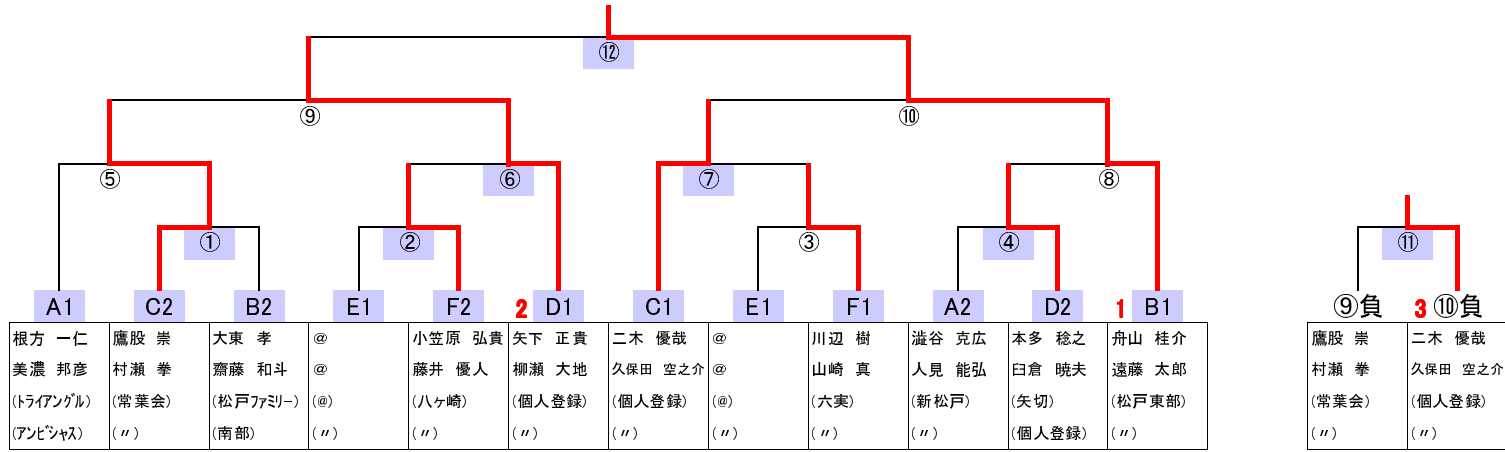 ⑫
⑨ ⑩
⑤ ⑥ ⑦ ⑧
① ② ③ ④ ⑪
A1 C2 B2 E1 F2 2 D1 C1 E1 F1 A2 D2 1 B1 ⑨負 3 ⑩負
根方 一仁 鷹股 崇 大東 孝 @ 小笠原 弘貴 矢下 正貴 二木 優哉 @ 川辺 樹 澁谷 克広 本多 稔之 舟山 桂介 鷹股 崇 二木 優哉
美濃 邦彦 村瀬 拳 齋藤 和斗 @ 藤井 優人 柳瀬 大地 久保田 空之介 @ 山崎 真 人見 能弘 臼倉 暁夫 遠藤 太郎 村瀬 拳 久保田 空之介
(ﾄﾗｲｱﾝｸﾞﾙ) (常葉会) (松戸ﾌｧﾐﾘｰ) (@) (八ヶ崎) (個人登録) (個人登録) (@) (六実) (新松戸) (矢切) (松戸東部) (常葉会) (個人登録)
(ｱﾝﾋﾞｼｬｽ) (〃) (南部) (〃) (〃) (〃) (〃) (〃) (〃) (〃) (個人登録) (〃) (〃) (〃)